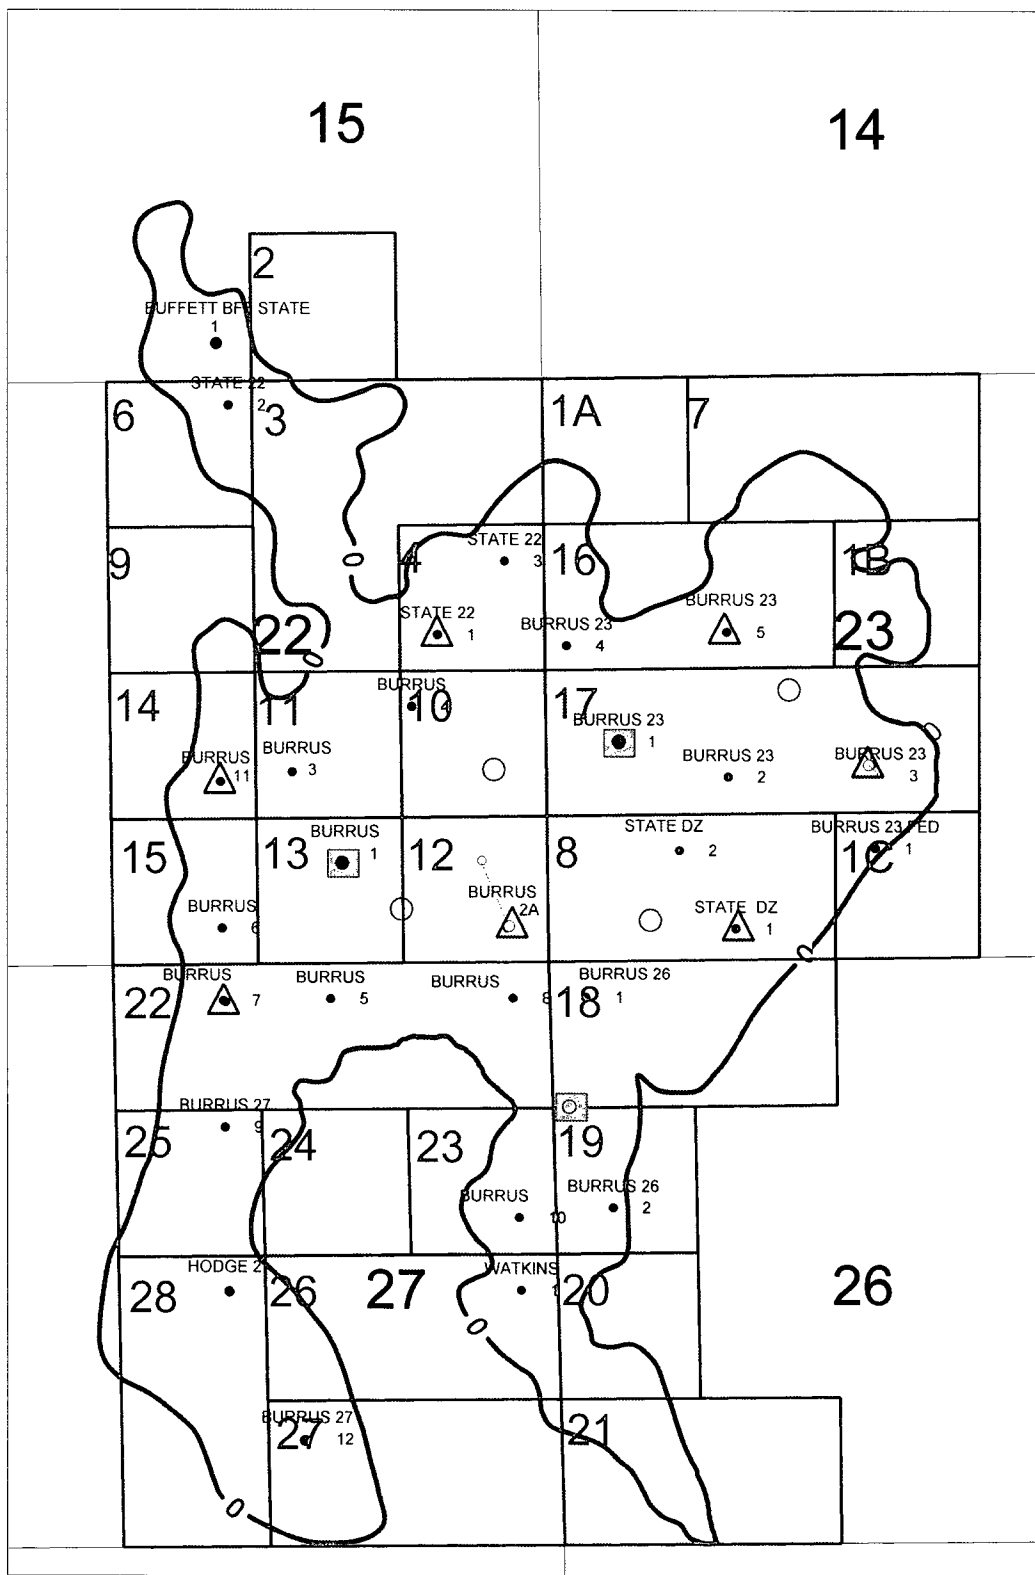 15
14
2
BUFFETT BFF STATE
1
STATE 22
2
6
3
1A
7
0
9
4
STATE 22
3
16
1B
22
STATE 22
1
BURRUS 23
4
BURRUS 23
5
23
0
14
11
BURRUS
4
10
17
BURRUS 23
1
0
BURRUS
11
BURRUS
3
BURRUS 23
2
BURRUS 23
3
15
13
BURRUS
1
12
8
STATE DZ
2
BURRUS 23 FED
1
1C
BURRUS
6
BURRUS
2A
STATE DZ
1
0
22
BURRUS
7
BURRUS
5
BURRUS
8
18
BURRUS 26
1
25
BURRUS 27
9
24
23
19
BURRUS
10
BURRUS 26
2
28
HODGE 2
26
27
WATKINS
1
20
26
0
BURRUS 27
12
27
21
0